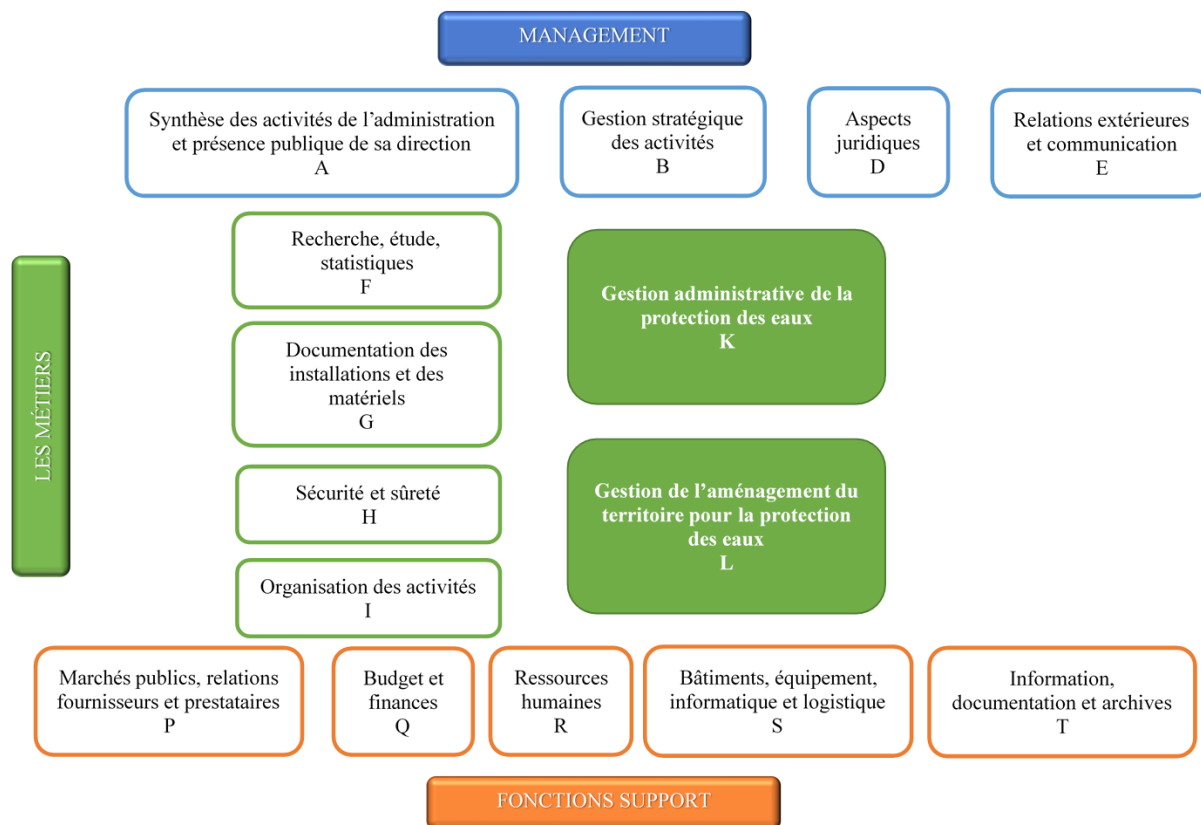 MANAGEMENT
Synthèse des activités de l’administration
et présence publique de sa direction
A
Gestion stratégique
des activités
B
Aspects
juridiques
D
Relations extérieures
et communication
E
LES MÉTIERS
Recherche, étude,
statistiques
F
Documentation des
installations et des
matériels
G
Sécurité et sûreté
H
Organisation des activités
I
Gestion administrative de la
protection des eaux
K
Gestion de l’aménagement du
territoire pour la protection
des eaux
L
Marchés publics, relations
fournisseurs et prestataires
P
Budget et
finances
Q
Ressources
humaines
R
Bâtiments, équipement,
informatique et logistique
S
Information,
documentation et archives
T
FONCTIONS SUPPORT